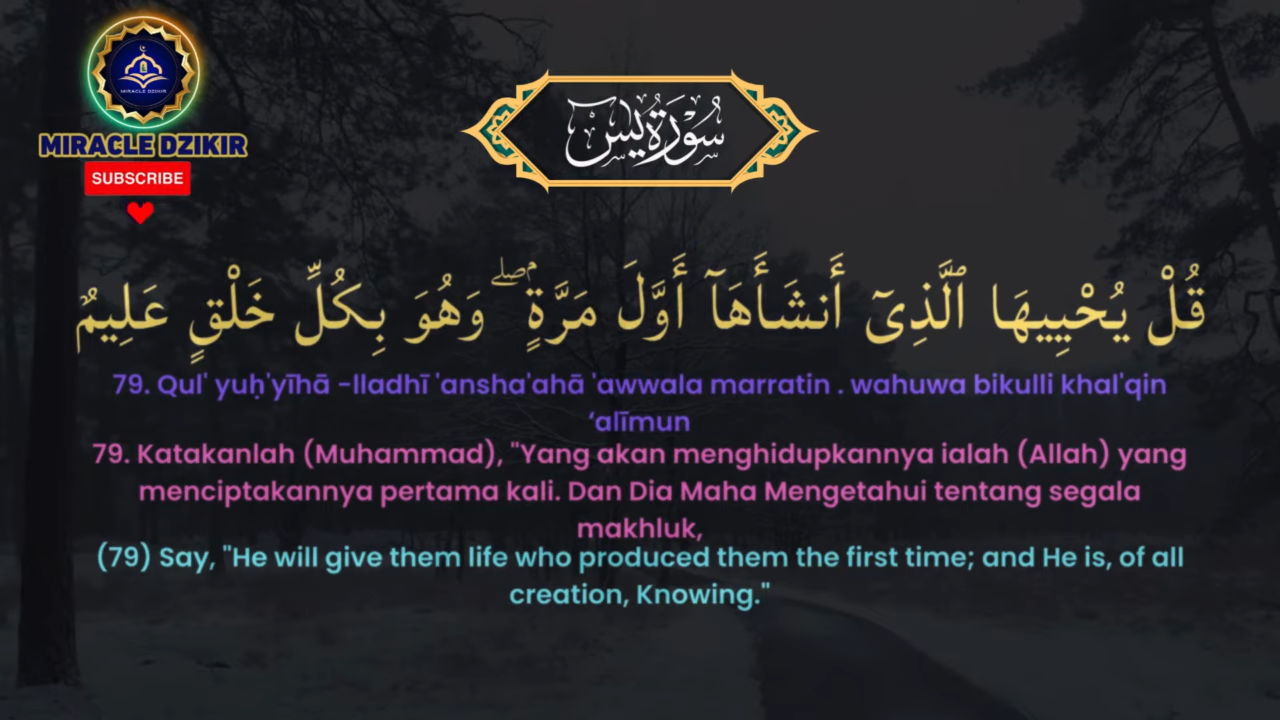 MIRACLE DZIKIR
MIRACLE DZIKIR
SUBSCRIBE
سُوْرَةُ يٰسٓ
قُلْ يُحْيِيهَا ٱلَّذِىٓ أَنشَأَهَآ أَوَّلَ مَرَّةٍۢ ۖ وَهُوَ بِكُلِّ خَلْقٍ عَلِيمٌ
79. Qul' yuḥ'yīhā -lladhī 'ansha'ahā 'awwala marratin . wahuwa bikulli khal'qin
‘alīmun
79. Katakanlah (Muhammad), "Yang akan menghidupkannya ialah (Allah) yang
menciptakannya pertama kali. Dan Dia Maha Mengetahui tentang segala
makhluk,
(79) Say, "He will give them life who produced them the first time; and He is, of all
creation, Knowing."